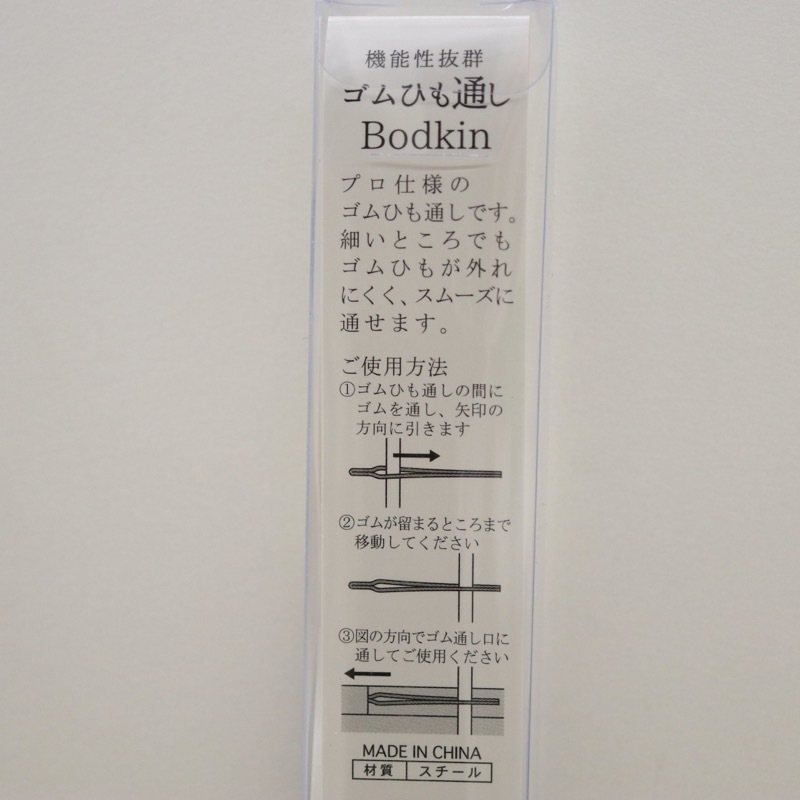 機能性抜群
ゴムひも通し
Bodkin
プロ仕様の
ゴムひも通しです。
細いところでも
ゴムひもが外れ
にくく、スムーズに
通せます。
ご使用方法
①ゴムひも通しの間に
ゴムを通し、矢印の
方向に引きます
②ゴムが留まるところまで
移動してください
③図の方向でゴム通し口に
通してご使用ください
MADE IN CHINA
材質 スチール